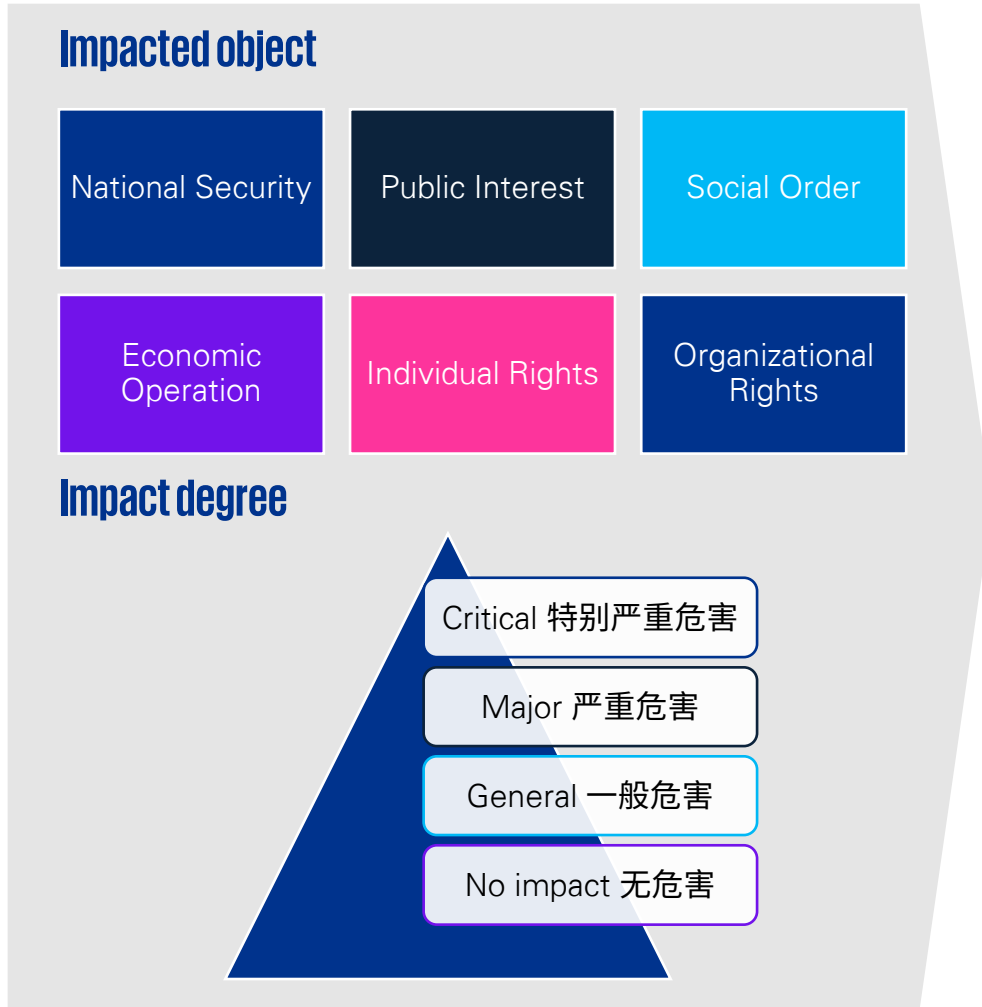 Impacted object
National Security
Public Interest
Social Order
Economic
Operation
Individual Rights
Organizational
Rights
Impact degree
Critical 特别严重危害
Major 严重危害
General 一般危害
No impact 无危害